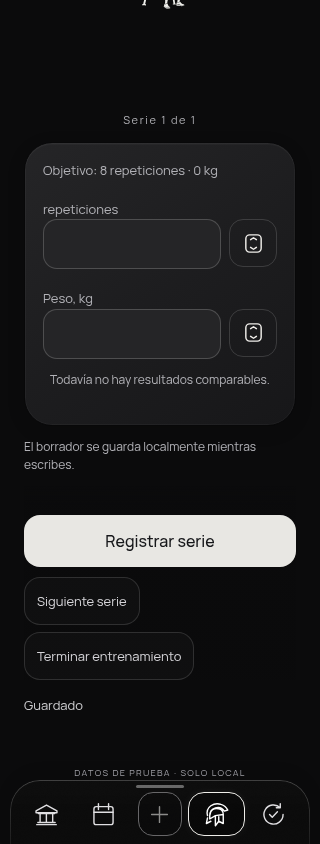 Serie 1 de 1
Objetivo: 8 repeticiones · 0 kg
repeticiones
Peso, kg
Todavía no hay resultados comparables.
El borrador se guarda localmente mientras
escribes.
Registrar serie
Siguiente serie
Terminar entrenamiento
Guardado
DATOS DE PRUEBA · SOLO LOCAL